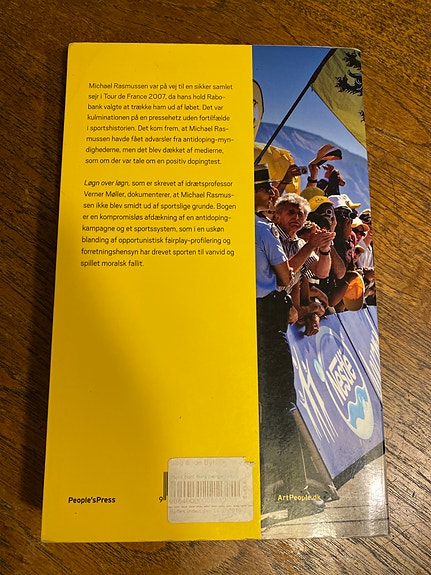 Michael Rasmussen var på vej til en sikker samlet
sejr i Tour de France 2007, da hans hold Rabo-
bank valgte at trække ham ud af løbet. Det var
kulminationen på en pressehetz uden fortilfælde
i sportshistorien. Det kom frem, at Michael Ras-
mussen havde fået advarsler fra antidoping-myn-
dighederne, men det blev dækket af medierne,
som om der var tale om en positiv dopingtest.
Løgn over løgn, som er skrevet af idrætsprofessor
Verner Møller, dokumenterer, at Michael Rasmus-
sen ikke blev smidt ud af sportslige grunde. Bogen
er en kompromisløs afdækning af en antidoping-
kampagne og et sportssystem, som i en uskøn
blanding af opportunistisk fairplay-profilering og
forretningshensyn har drevet sporten til vanvid og
spillet moralsk fallit.
Nestlé
People'sPress
9
ArtPeople.dk